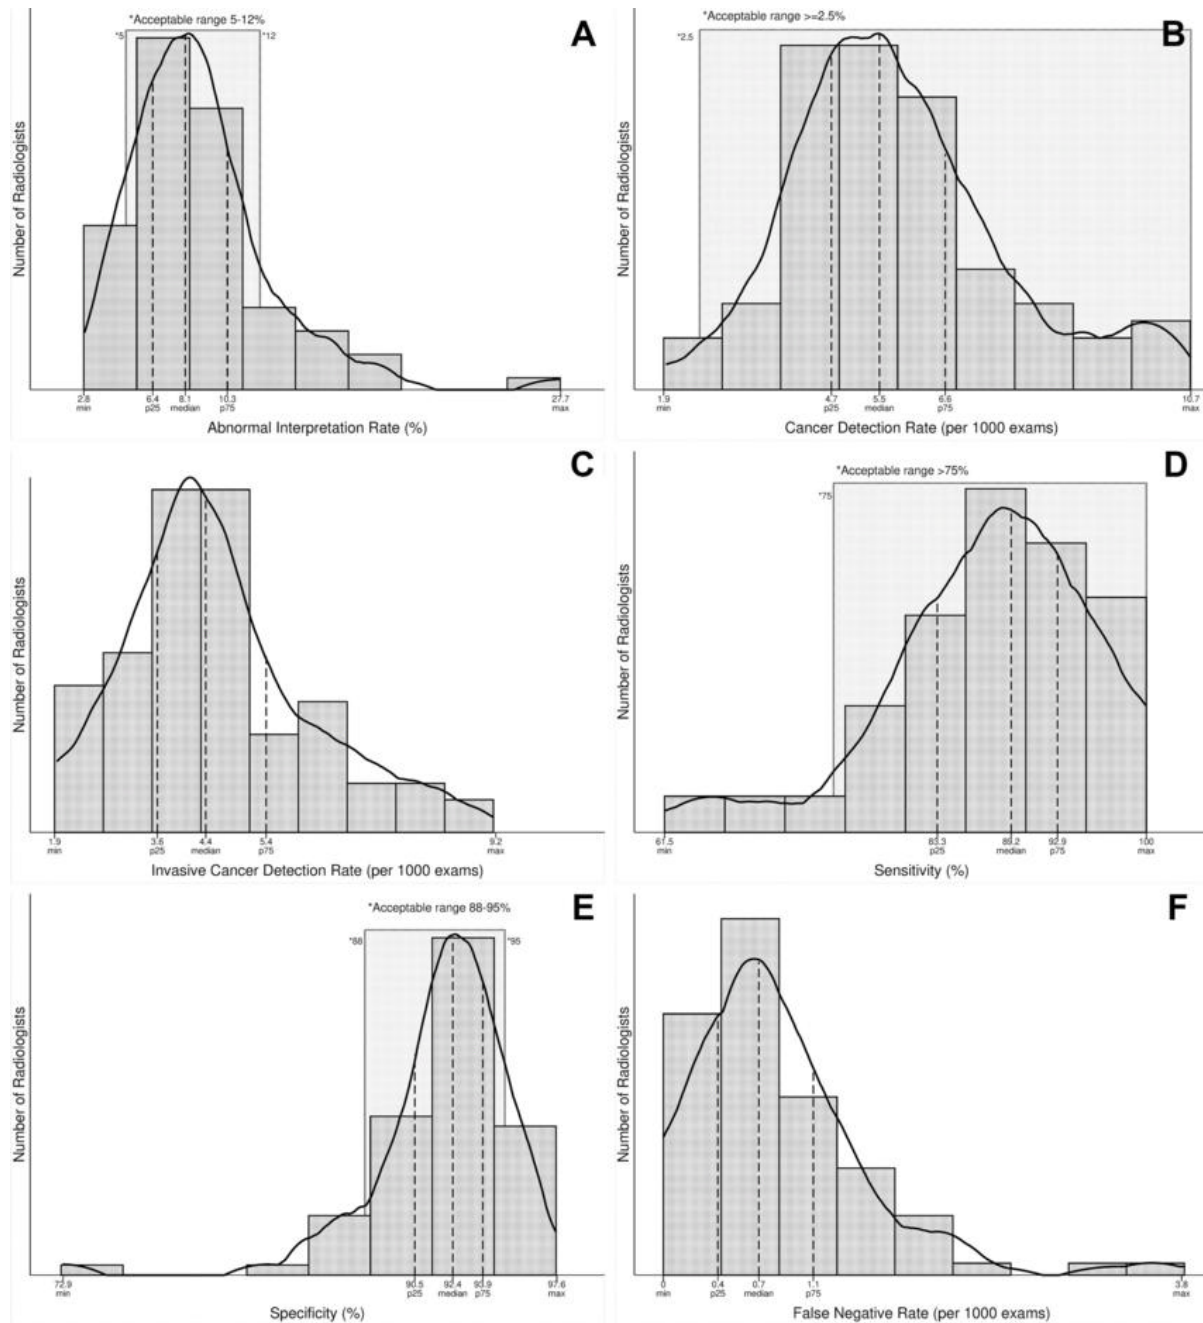 *Acceptable range 5-12%
A
*5
*12
Number of Radiologists
2.8 6.4 8.1 10.3 27.7
min p25 median p75 max
Abnormal Interpretation Rate (%)
*Acceptable range >=2.5%
B
*2.5
Number of Radiologists
1.9 4.7 5.5 6.6 10.7
min p25 median p75 max
Cancer Detection Rate (per 1000 exams)
C
Number of Radiologists
1.9 3.6 4.4 5.4 9.2
min p25 median p75 max
Invasive Cancer Detection Rate (per 1000 exams)
*Acceptable range >75%
D
*75
Number of Radiologists
61.5 83.3 89.2 92.9 100
min p25 median p75 max
Sensitivity (%)
*Acceptable range 88-95%
E
*88
*95
Number of Radiologists
72.9 90.5 92.4 93.9 97.6
min p25 median p75 max
Specificity (%)
F
Number of Radiologists
0 0.4 0.7 1.1 3.8
min p25 median p75 max
False Negative Rate (per 1000 exams)